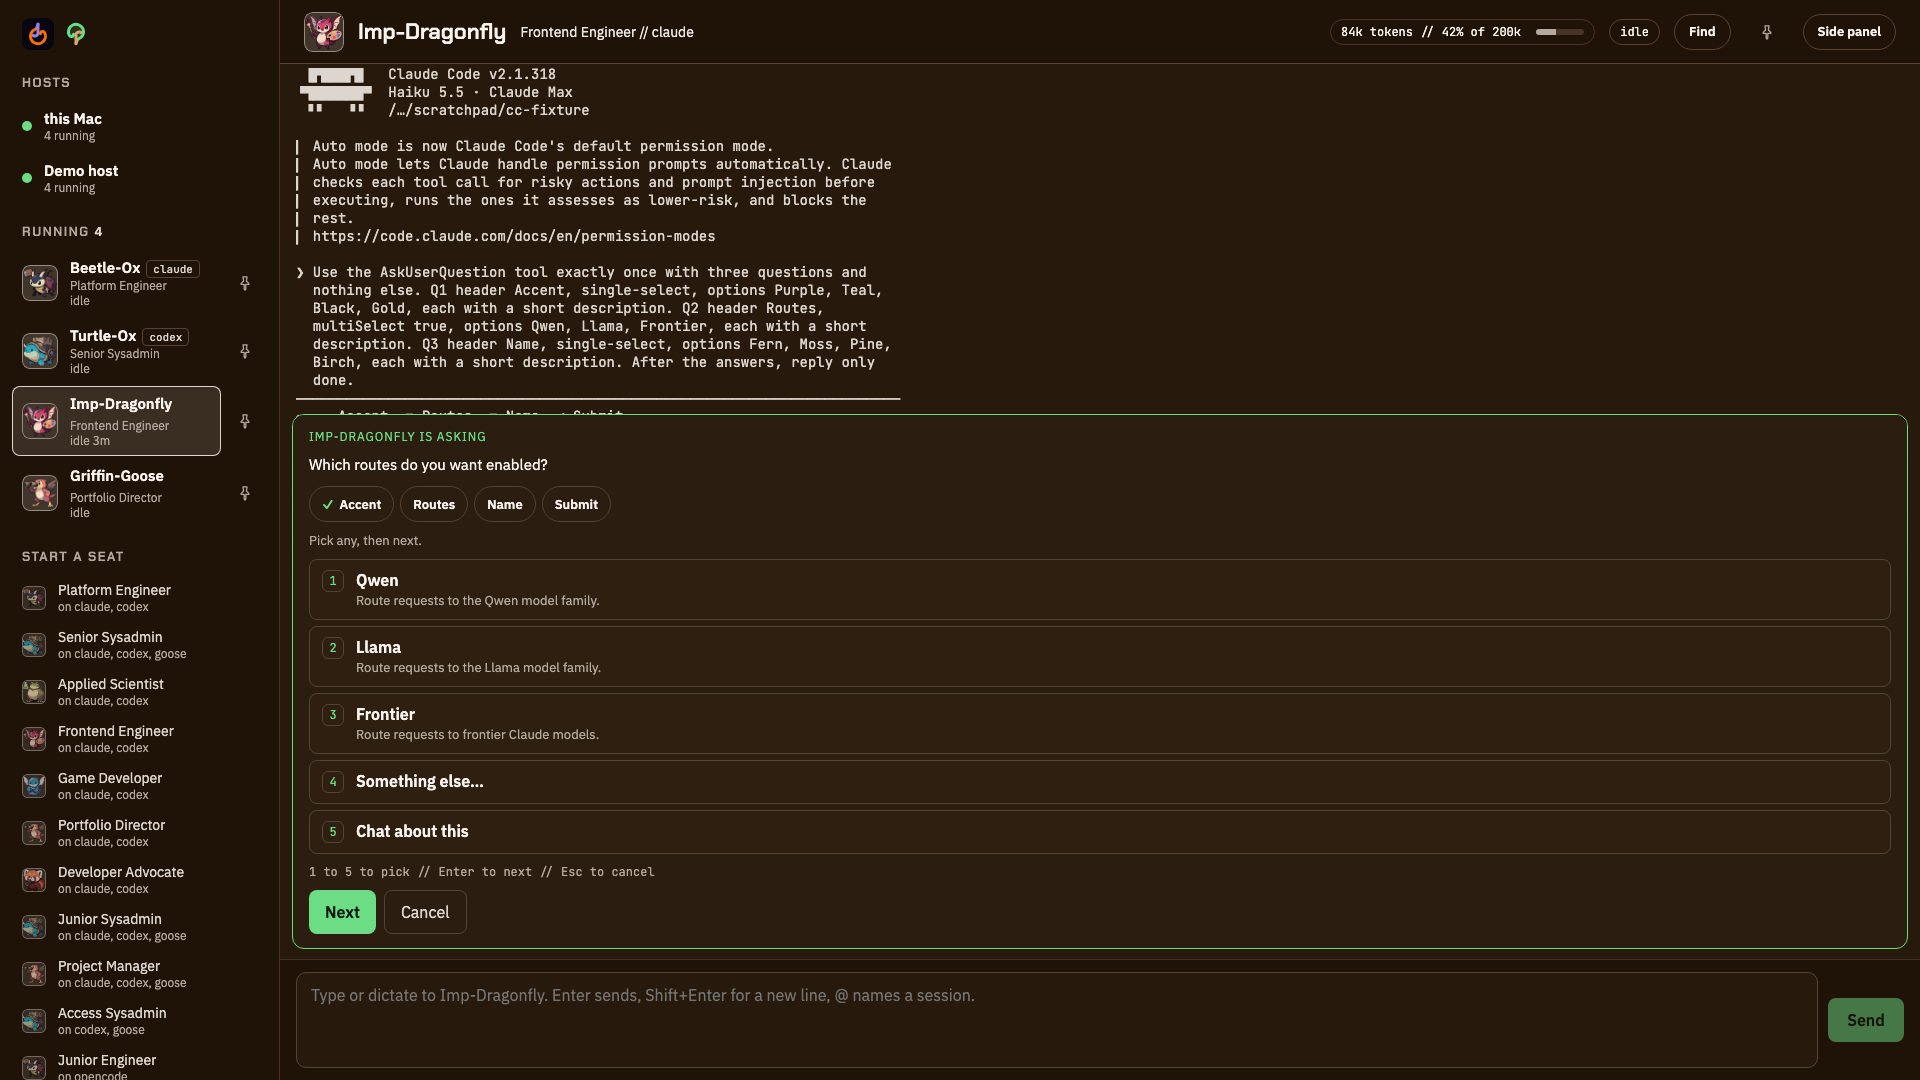 HOSTS
this Mac
4 running
Demo host
4 running
RUNNING 4
Beetle-Ox claude
Platform Engineer
idle
Turtle-Ox codex
Senior Sysadmin
idle
Imp-Dragonfly
Frontend Engineer
idle 3m
Griffin-Goose
Portfolio Director
idle
START A SEAT
Platform Engineer
on claude, codex
Senior Sysadmin
on claude, codex, goose
Applied Scientist
on claude, codex
Frontend Engineer
on claude, codex
Game Developer
on claude, codex
Portfolio Director
on claude, codex
Developer Advocate
on claude, codex
Junior Sysadmin
on claude, codex, goose
Project Manager
on claude, codex, goose
Access Sysadmin
on codex, goose
Junior Engineer
on opencode
Imp-Dragonfly Frontend Engineer // claude
84k tokens // 42% of 200k
idle
Find
Side panel
Claude Code v2.1.318
Haiku 5.5 · Claude Max
/…/scratchpad/cc-fixture
Auto mode is now Claude Code's default permission mode.
Auto mode lets Claude handle permission prompts automatically. Claude
checks each tool call for risky actions and prompt injection before
executing, runs the ones it assesses as lower-risk, and blocks the
rest.
https://code.claude.com/docs/en/permission-modes
❯ Use the AskUserQuestion tool exactly once with three questions and
nothing else. Q1 header Accent, single-select, options Purple, Teal,
Black, Gold, each with a short description. Q2 header Routes,
multiSelect true, options Qwen, Llama, Frontier, each with a short
description. Q3 header Name, single-select, options Fern, Moss, Pine,
Birch, each with a short description. After the answers, reply only
done.
Accent Routes Name Submit
IMP-DRAGONFLY IS ASKING
Which routes do you want enabled?
✓ Accent
Routes
Name
Submit
Pick any, then next.
1 Qwen
Route requests to the Qwen model family.
2 Llama
Route requests to the Llama model family.
3 Frontier
Route requests to frontier Claude models.
4 Something else...
5 Chat about this
1 to 5 to pick // Enter to next // Esc to cancel
Next
Cancel
Type or dictate to Imp-Dragonfly. Enter sends, Shift+Enter for a new line, @ names a session.
Send